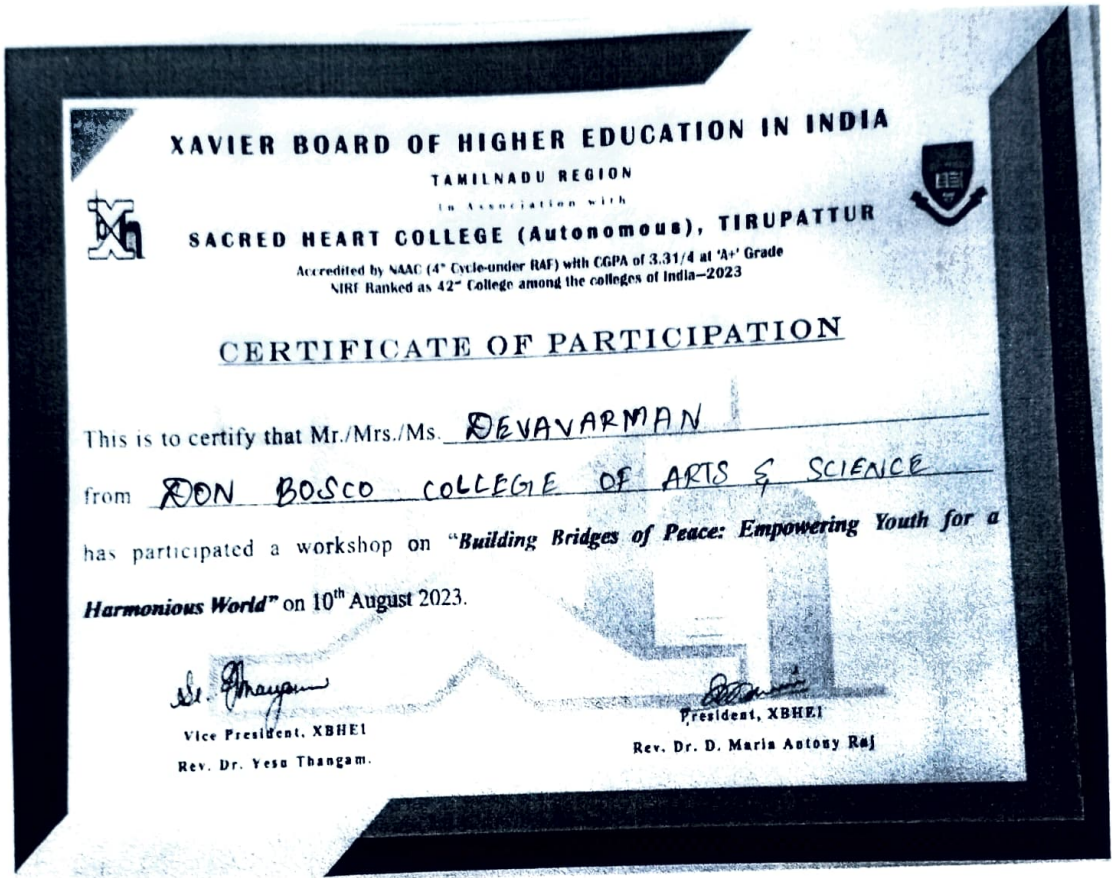 XAVIER BOARD OF HIGHER EDUCATION IN INDIA
TAMILNADU REGION
In Association with
SACRED HEART COLLEGE (Autonomous), TIRUPATTUR
Accredited by NAAC (4th Cycle-under RAF) with CGPA of 3.31/4 at 'A+' Grade
NIRF Ranked as 42nd College among the colleges of India—2023
CERTIFICATE OF PARTICIPATION
This is to certify that Mr./Mrs./Ms. DEVAVARMAN
from DON BOSCO COLLEGE OF ARTS & SCIENCE
has participated a workshop on “Building Bridges of Peace: Empowering Youth for a
Harmonious World” on 10th August 2023.
Vice President, XBHEI
President, XBHEI
Rev. Dr. Yesu Thangam.
Rev. Dr. D. Maria Antony Raj